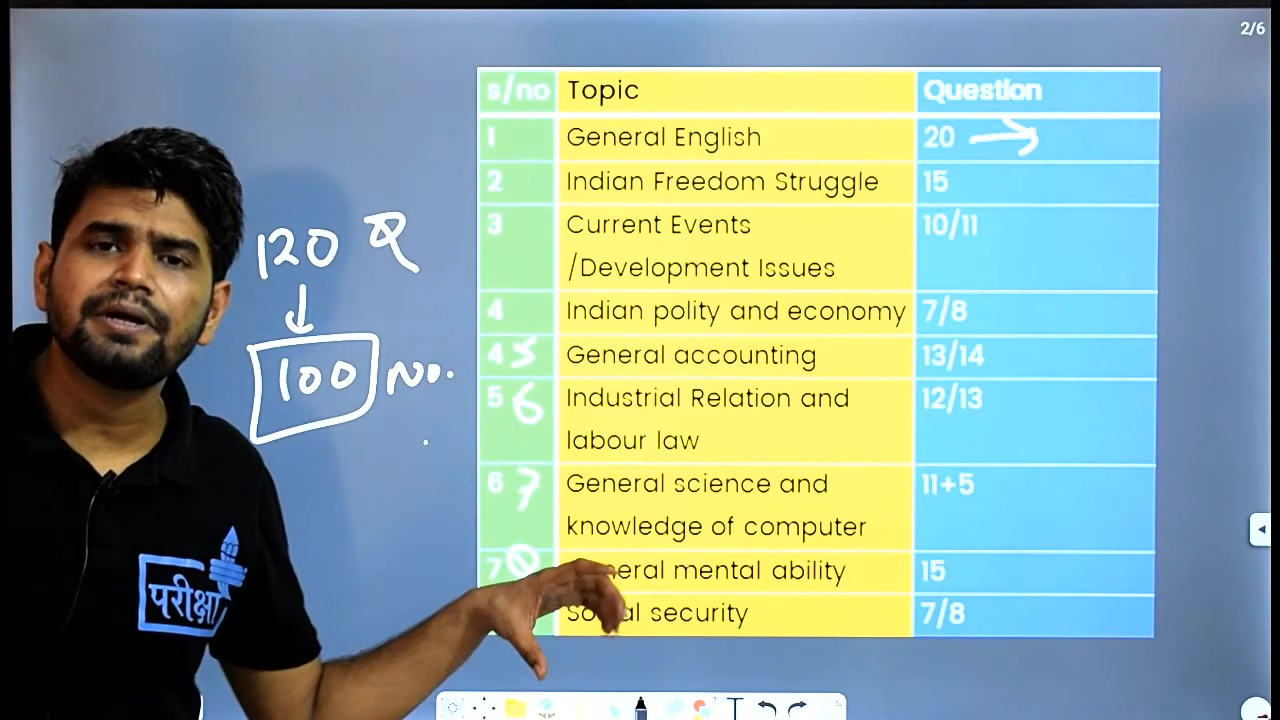 2/6
s/no Topic Question
1 General English 20
2 Indian Freedom Struggle 15
3 Current Events 10/11
/Development Issues
4 Indian polity and economy 7/8
4 5 General accounting 13/14
5 6 Industrial Relation and 12/13
labour law
6 7 General science and 11+5
knowledge of computer
7 eral mental ability 15
So al security 7/8
120 Q
100 No.
परीक्षा